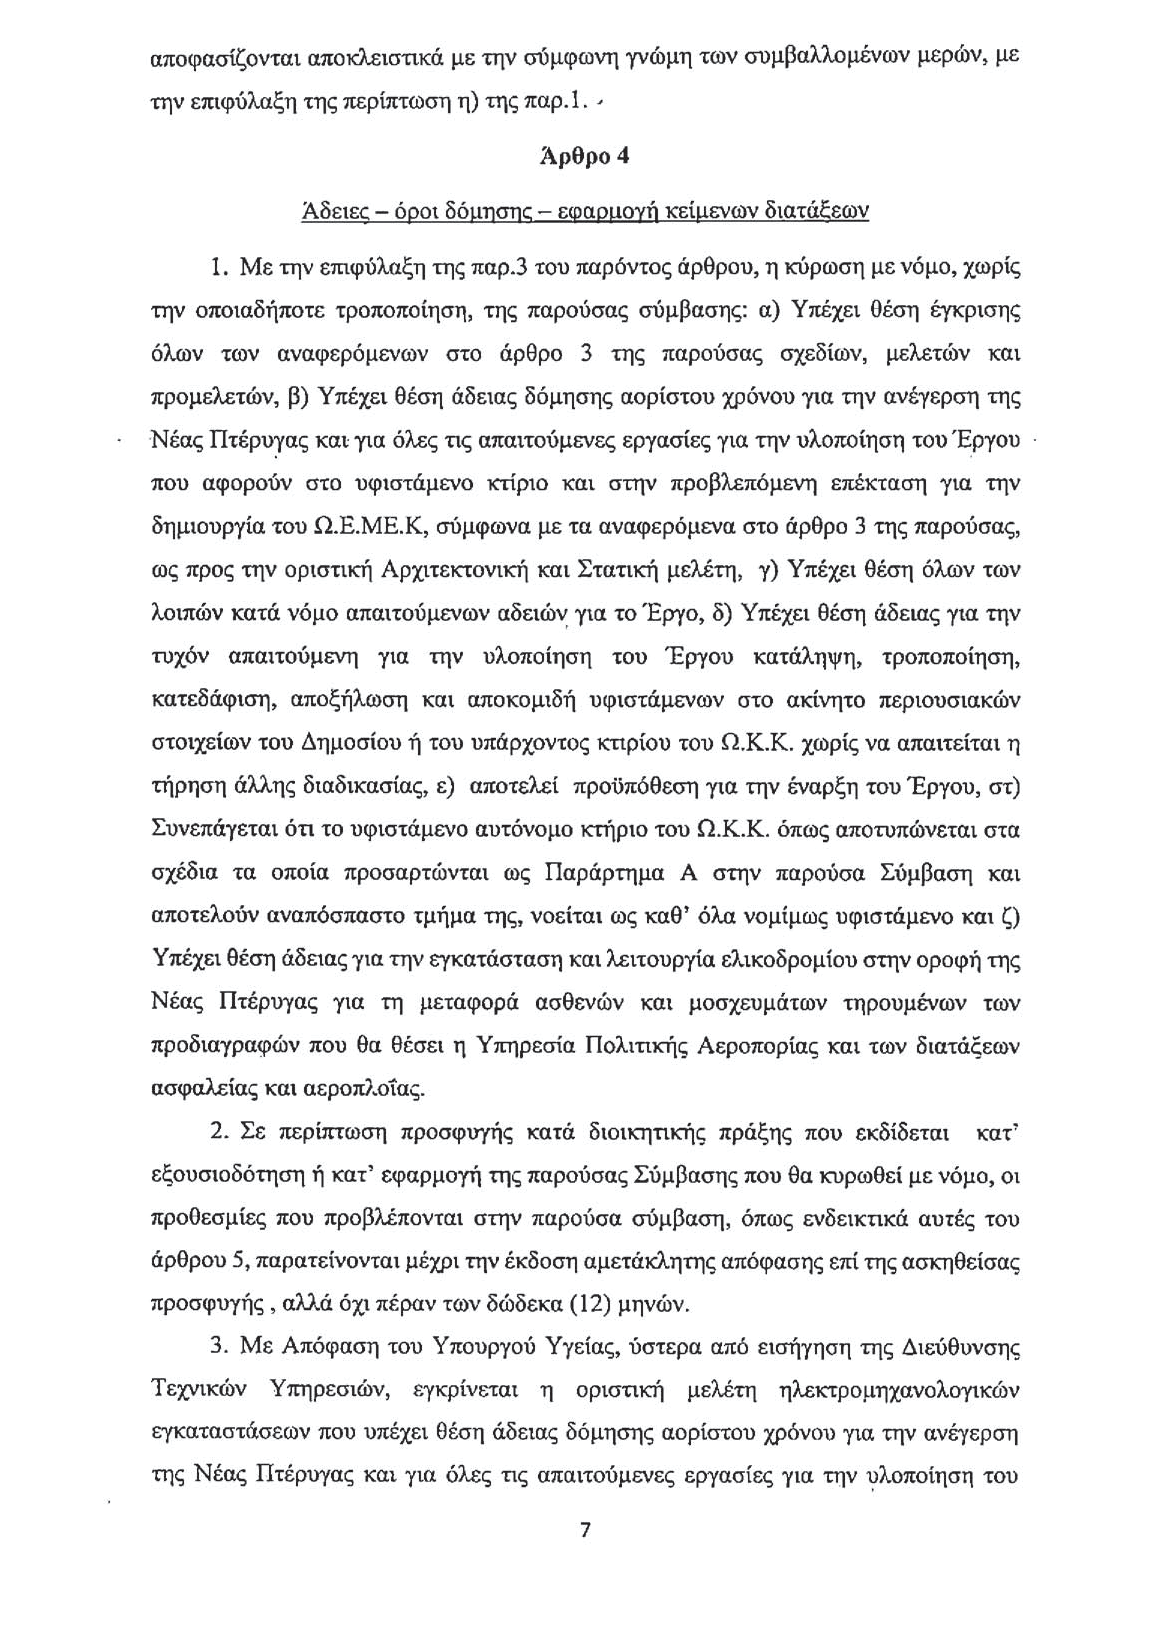 αποφασίζονται αποκλειστικά με την σύμφωνη γνώμη των συμβαλλομένων μερών, με
την επιφύλαξη της περίπτωση η) της παρ.1.
Άρθρο 4
Άδειες – όροι δόμησης – εφαρμογή κείμενων διατάξεων
1. Με την επιφύλαξη της παρ.3 του παρόντος άρθρου, η κύρωση με νόμο, χωρίς
την οποιαδήποτε τροποποίηση, της παρούσας σύμβασης: α) Υπέχει θέση έγκρισης
όλων των αναφερόμενων στο άρθρο 3 της παρούσας σχεδίων, μελετών και
προμελετών, β) Υπέχει θέση άδειας δόμησης αορίστου χρόνου για την ανέγερση της
Νέας Πτέρυγας και για όλες τις απαιτούμενες εργασίες για την υλοποίηση του Έργου
που αφορούν στο υφιστάμενο κτίριο και στην προβλεπόμενη επέκταση για την
δημιουργία του Ω.Ε.ΜΕ.Κ, σύμφωνα με τα αναφερόμενα στο άρθρο 3 της παρούσας,
ως προς την οριστική Αρχιτεκτονική και Στατική μελέτη, γ) Υπέχει θέση όλων των
λοιπών κατά νόμο απαιτούμενων αδειών για το Έργο, δ) Υπέχει θέση άδειας για την
τυχόν απαιτούμενη για την υλοποίηση του Έργου κατάληψη, τροποποίηση,
κατεδάφιση, αποξήλωση και αποκομιδή υφιστάμενων στο ακίνητο περιουσιακών
στοιχείων του Δημοσίου ή του υπάρχοντος κτιρίου του Ω.Κ.Κ. χωρίς να απαιτείται η
τήρηση άλλης διαδικασίας, ε) αποτελεί προϋπόθεση για την έναρξη του Έργου, στ)
Συνεπάγεται ότι το υφιστάμενο αυτόνομο κτήριο του Ω.Κ.Κ. όπως αποτυπώνεται στα
σχέδια τα οποία προσαρτώνται ως Παράρτημα Α στην παρούσα Σύμβαση και
αποτελούν αναπόσπαστο τμήμα της, νοείται ως καθ’ όλα νομίμως υφιστάμενο και ζ)
Υπέχει θέση άδειας για την εγκατάσταση και λειτουργία ελικοδρομίου στην οροφή της
Νέας Πτέρυγας για τη μεταφορά ασθενών και μοσχευμάτων τηρουμένων των
προδιαγραφών που θα θέσει η Υπηρεσία Πολιτικής Αεροπορίας και των διατάξεων
ασφαλείας και αεροπλοΐας.
2. Σε περίπτωση προσφυγής κατά διοικητικής πράξης που εκδίδεται κατ’
εξουσιοδότηση ή κατ’ εφαρμογή της παρούσας Σύμβασης που θα κυρωθεί με νόμο, οι
προθεσμίες που προβλέπονται στην παρούσα σύμβαση, όπως ενδεικτικά αυτές του
άρθρου 5, παρατείνονται μέχρι την έκδοση αμετάκλητης απόφασης επί της ασκηθείσας
προσφυγής , αλλά όχι πέραν των δώδεκα (12) μηνών.
3. Με Απόφαση του Υπουργού Υγείας, ύστερα από εισήγηση της Διεύθυνσης
Τεχνικών Υπηρεσιών, εγκρίνεται η οριστική μελέτη ηλεκτρομηχανολογικών
εγκαταστάσεων που υπέχει θέση άδειας δόμησης αορίστου χρόνου για την ανέγερση
της Νέας Πτέρυγας και για όλες τις απαιτούμενες εργασίες για την υλοποίηση του
7